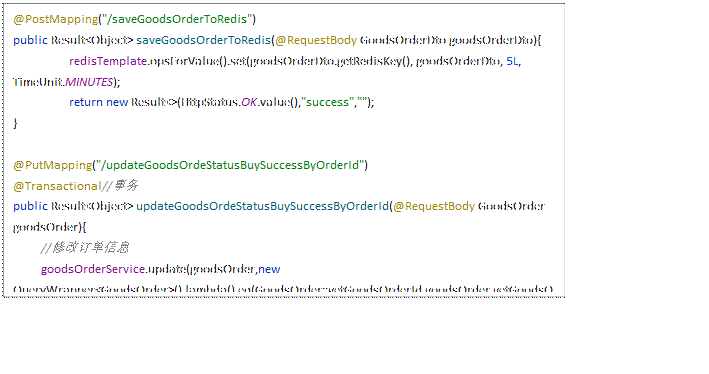 @PostMapping("/saveGoodsOrderToRedis")
public Result<Object> saveGoodsOrderToRedis(@RequestBody GoodsOrderDto goodsOrderDto){
redisTemplate.opsForValue().set(goodsOrderDto.getRedisKey(), goodsOrderDto, 5L,
TimeUnit.MINUTES);
return new Result<>(HttpStatus.OK.value(),"success","");
}
@PutMapping("/updateGoodsOrdeStatusBuySuccessByOrderId")
@Transactional//事务
public Result<Object> updateGoodsOrdeStatusBuySuccessByOrderId(@RequestBody GoodsOrder
goodsOrder){
//修改订单信息
goodsOrderService.update(goodsOrder,new
QueryWrapper<GoodsOrder>().lambda().eq(GoodsOrder::getGoodsOrderId,goodsOrder.getGoodsO